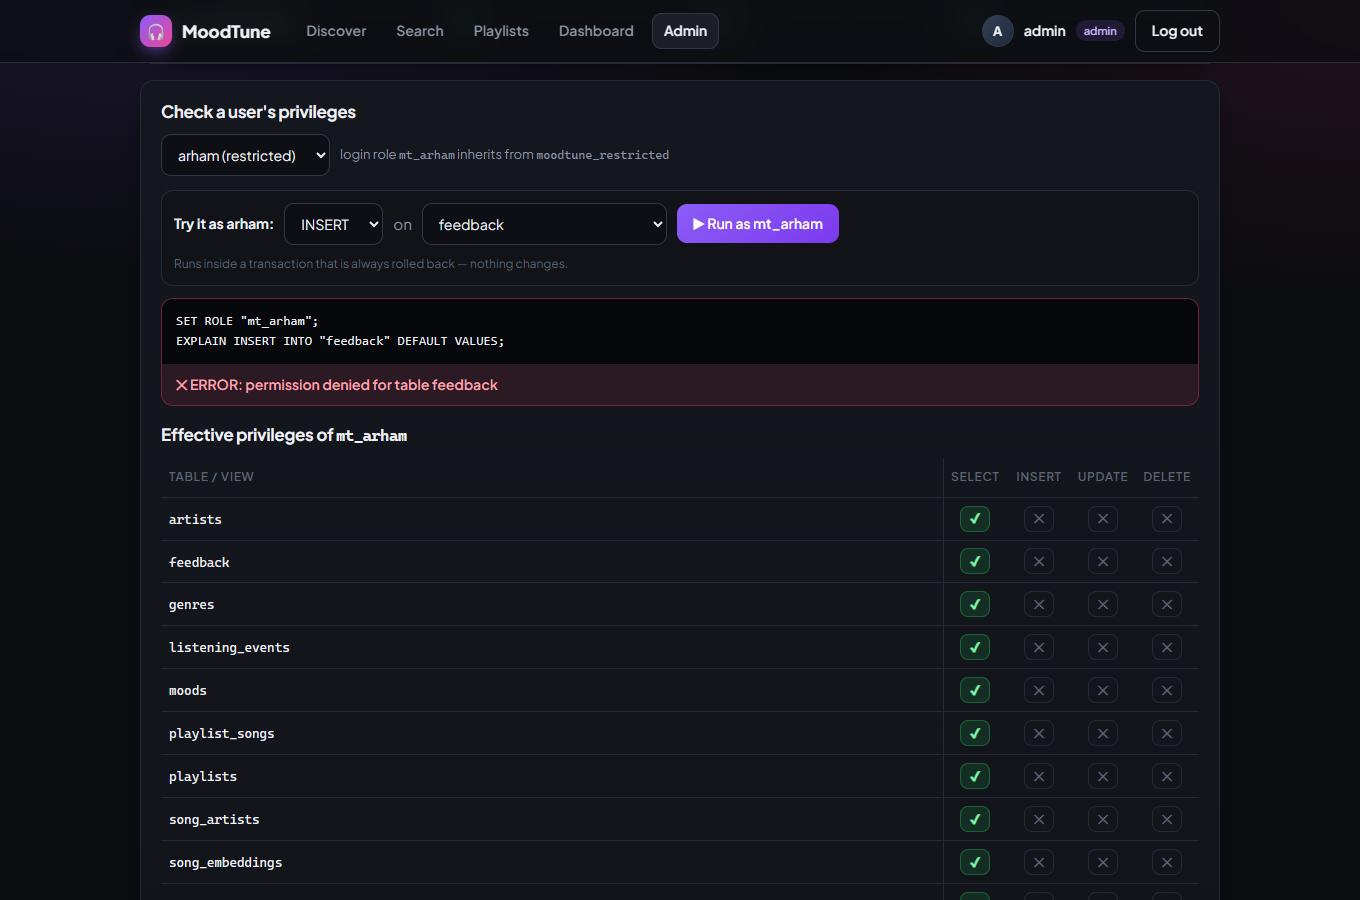 MoodTune Discover Search Playlists Dashboard Admin A admin admin Log out
Check a user's privileges
arham (restricted) login role mt_arham inherits from moodtune_restricted
Try it as arham: INSERT on feedback ▶ Run as mt_arham
Runs inside a transaction that is always rolled back — nothing changes.
SET ROLE "mt_arham";
EXPLAIN INSERT INTO "feedback" DEFAULT VALUES;
✕ ERROR: permission denied for table feedback
Effective privileges of mt_arham
TABLE / VIEW SELECT INSERT UPDATE DELETE
artists ✓ ✕ ✕ ✕
feedback ✓ ✕ ✕ ✕
genres ✓ ✕ ✕ ✕
listening_events ✓ ✕ ✕ ✕
moods ✓ ✕ ✕ ✕
playlist_songs ✓ ✕ ✕ ✕
playlists ✓ ✕ ✕ ✕
song_artists ✓ ✕ ✕ ✕
song_embeddings ✓ ✕ ✕ ✕